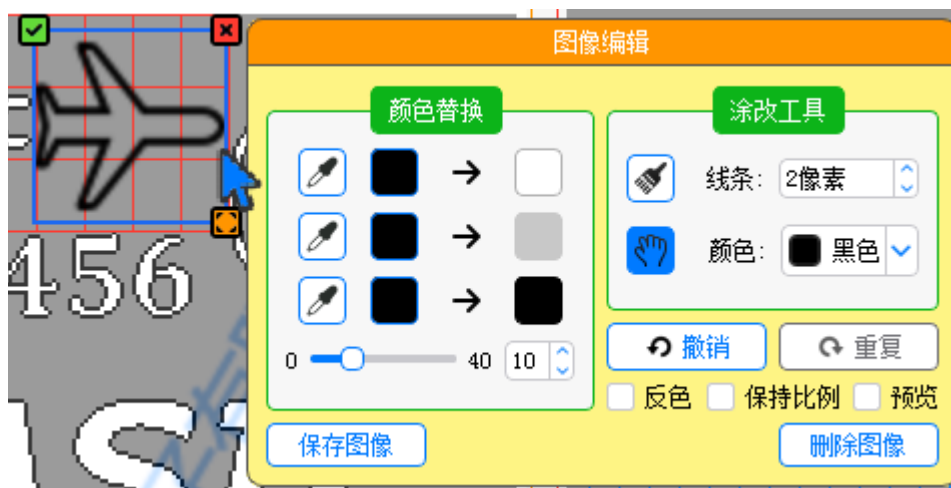 图像编辑
颜色替换
涂改工具
线条: 2像素
颜色: 黑色
456
0 40 10
撤销 重复
反色 保持比例 预览
保存图像 删除图像